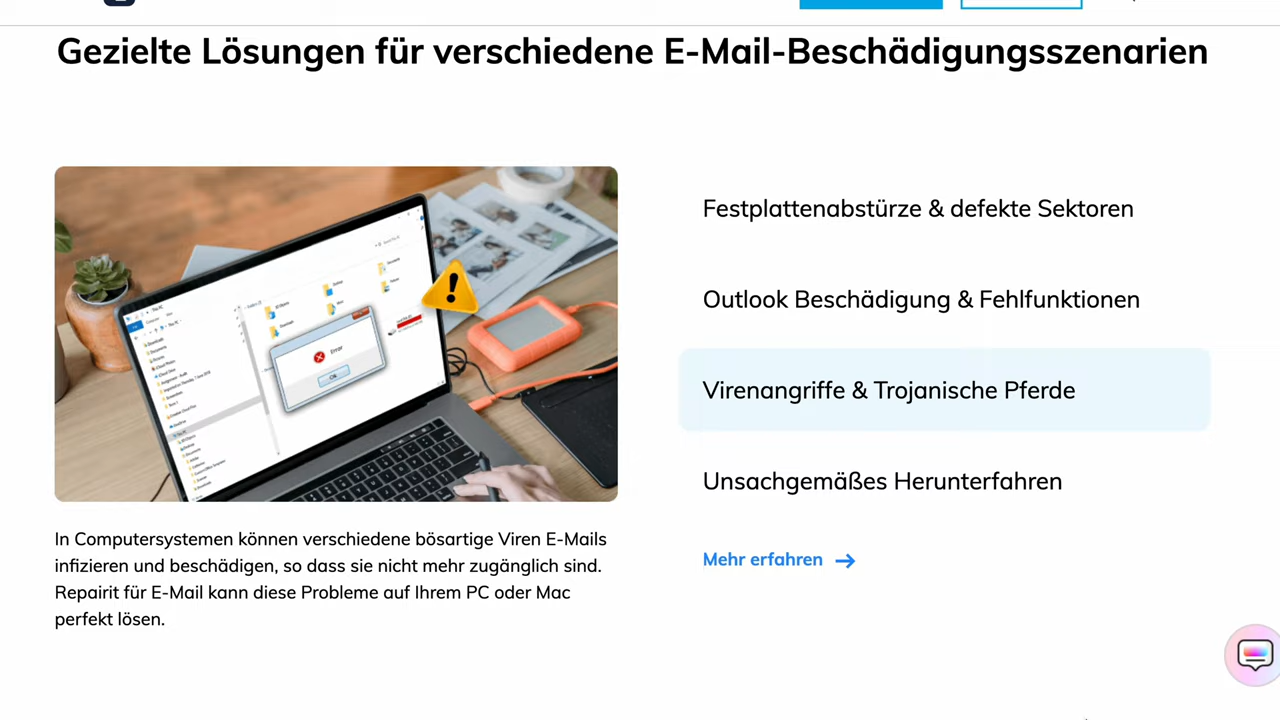 Gezielte Lösungen für verschiedene E-Mail-Beschädigungsszenarien
Error
OK
In Computersystemen können verschiedene bösartige Viren E-Mails
infizieren und beschädigen, so dass sie nicht mehr zugänglich sind.
Repairit für E-Mail kann diese Probleme auf Ihrem PC oder Mac
perfekt lösen.
Festplattenabstürze & defekte Sektoren
Outlook Beschädigung & Fehlfunktionen
Virenangriffe & Trojanische Pferde
Unsachgemäßes Herunterfahren
Mehr erfahren